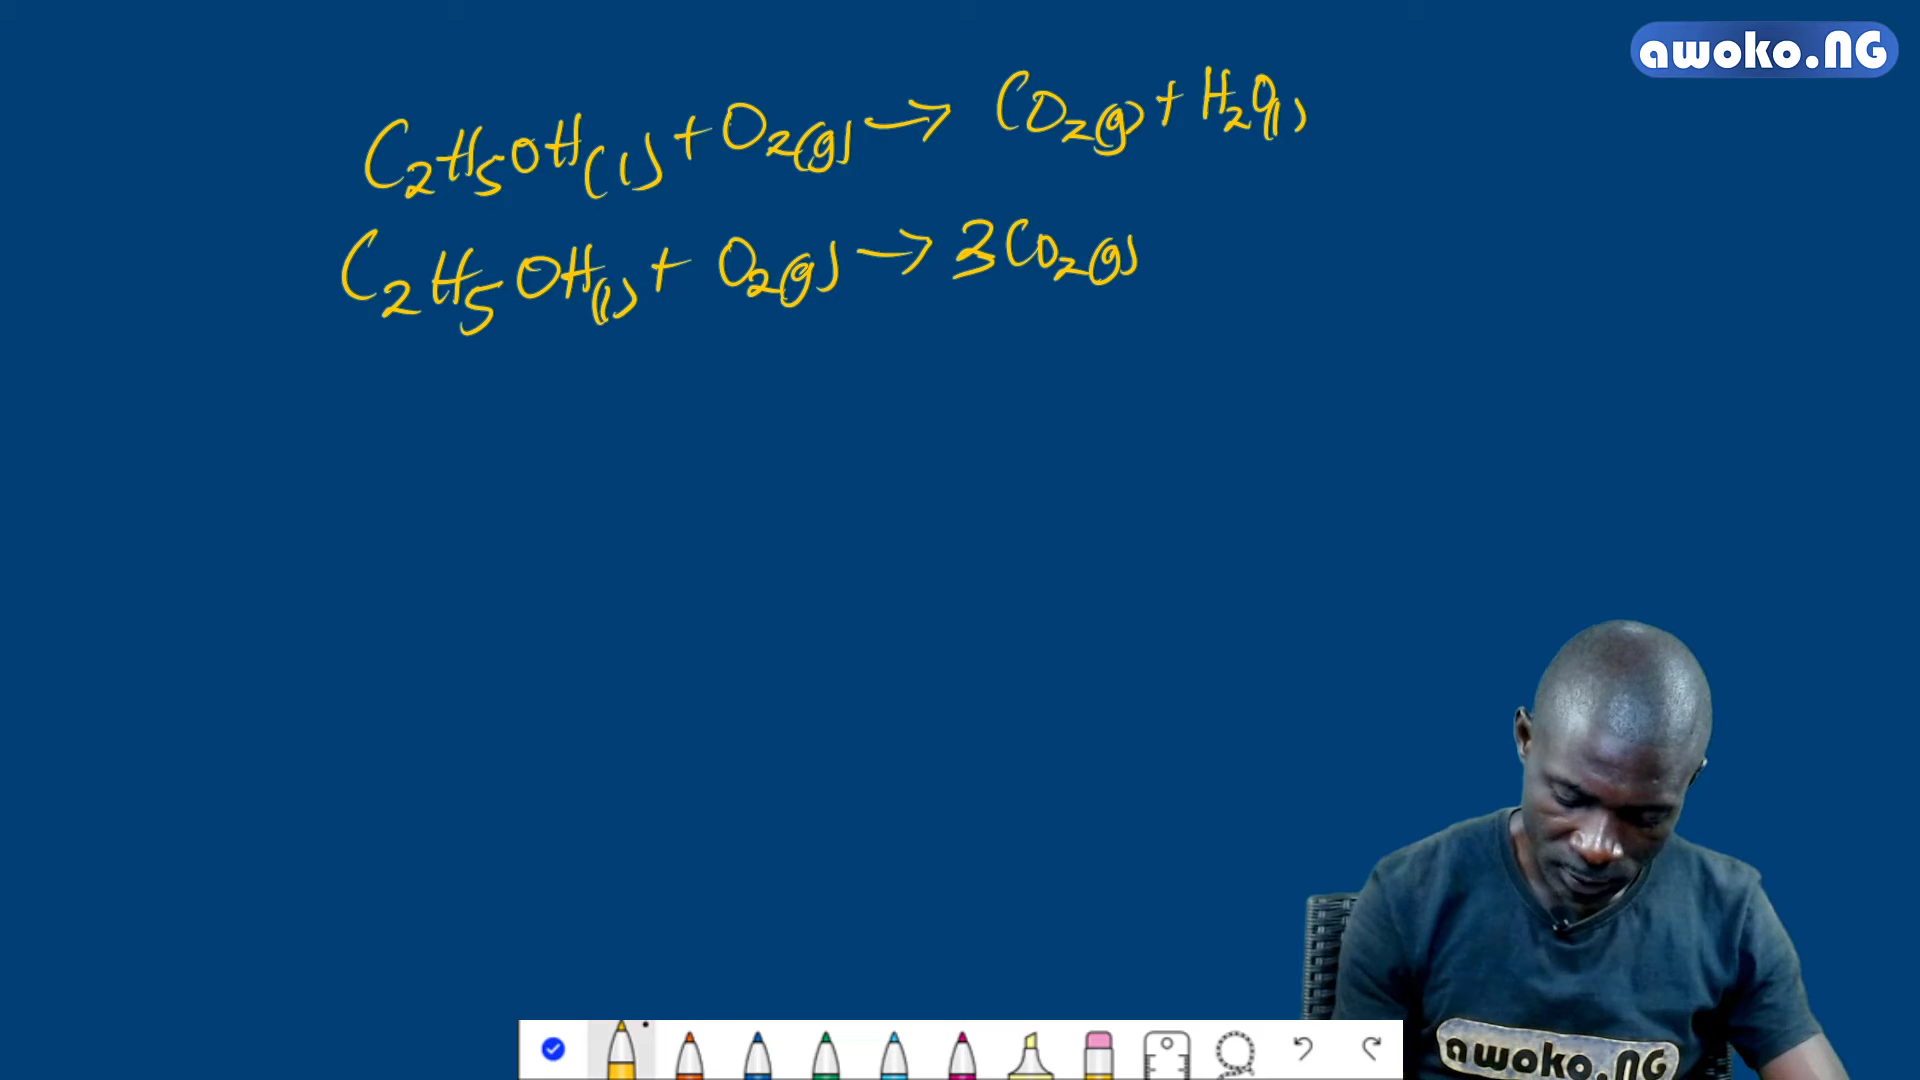 awoko.NG
C₂H₅OH(l) + O₂(g) → CO₂(g) + H₂O(l)
C₂H₅OH(l) + O₂(g) → 3CO₂(g)
awoko.NG